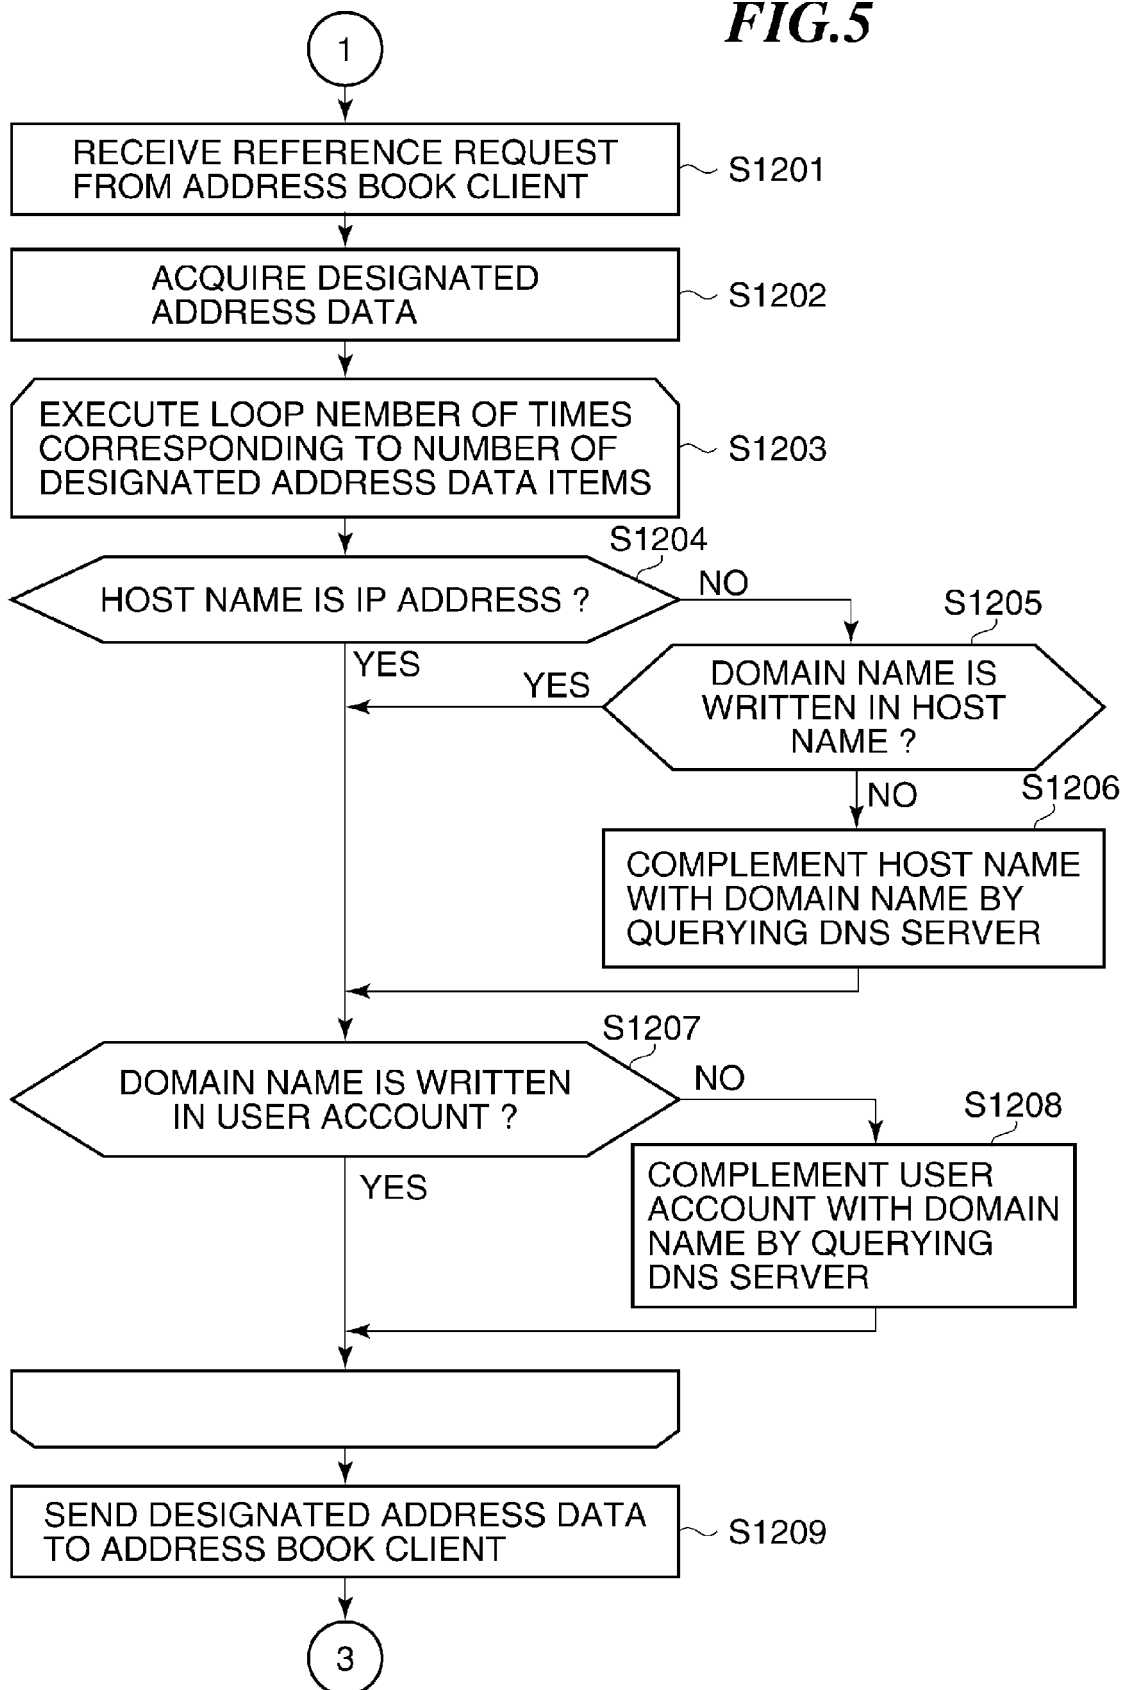 FIG.5
1
RECEIVE REFERENCE REQUEST
FROM ADDRESS BOOK CLIENT
S1201
ACQUIRE DESIGNATED
ADDRESS DATA
S1202
EXECUTE LOOP NEMBER OF TIMES
CORRESPONDING TO NUMBER OF
DESIGNATED ADDRESS DATA ITEMS
S1203
S1204
HOST NAME IS IP ADDRESS ?
NO
YES
S1205
DOMAIN NAME IS
WRITTEN IN HOST
NAME ?
YES
NO
S1206
COMPLEMENT HOST NAME
WITH DOMAIN NAME BY
QUERYING DNS SERVER
S1207
DOMAIN NAME IS WRITTEN
IN USER ACCOUNT ?
NO
YES
S1208
COMPLEMENT USER
ACCOUNT WITH DOMAIN
NAME BY QUERYING
DNS SERVER
SEND DESIGNATED ADDRESS DATA
TO ADDRESS BOOK CLIENT
S1209
3